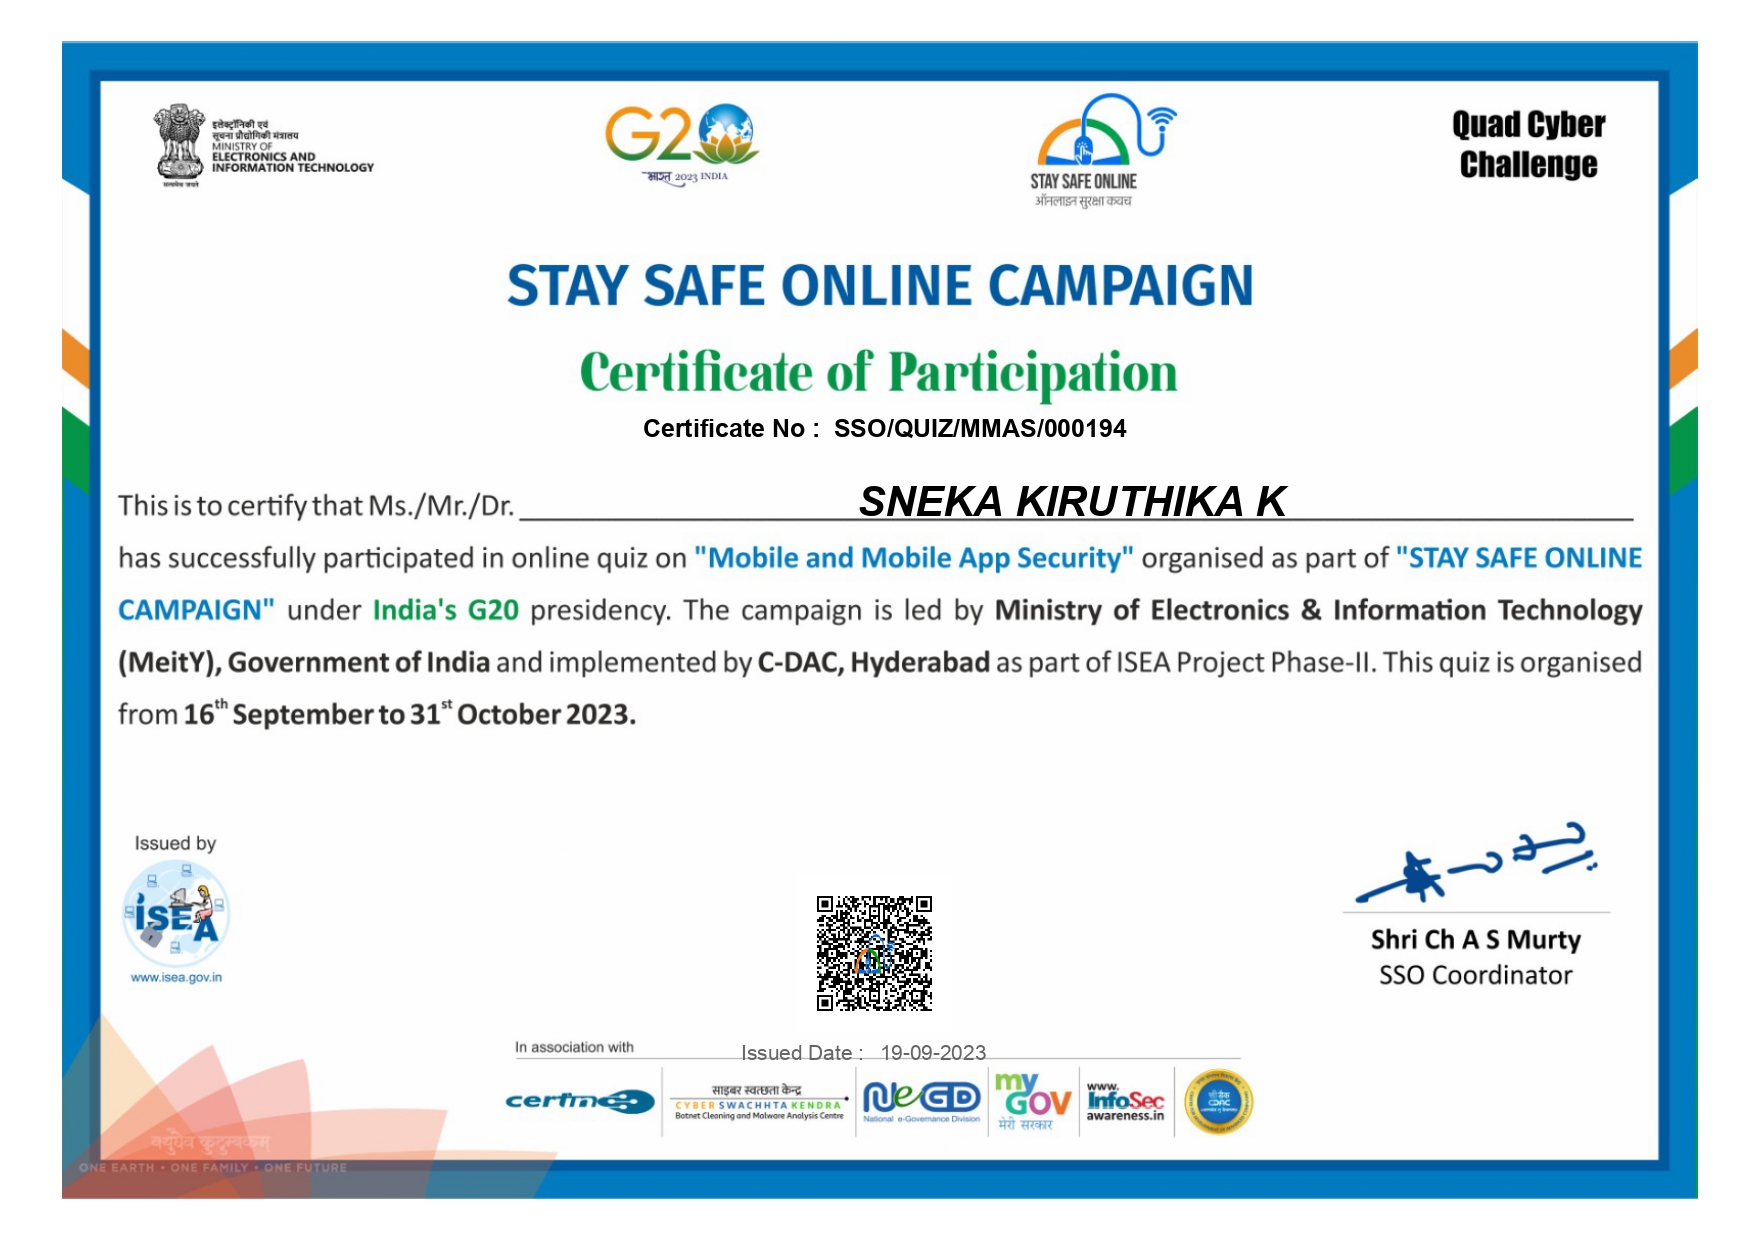 इलेक्ट्रॉनिकी एवं
सूचना प्रौद्योगिकी मंत्रालय
MINISTRY OF
ELECTRONICS AND
INFORMATION TECHNOLOGY
सत्यमेव जयते
G20
भारत 2023 INDIA
STAY SAFE ONLINE
ऑनलाइन सुरक्षा कवच
Quad Cyber
Challenge
STAY SAFE ONLINE CAMPAIGN
Certificate of Participation
Certificate No : SSO/QUIZ/MMAS/000194
This is to certify that Ms./Mr./Dr. SNEKA KIRUTHIKA K
has successfully participated in online quiz on "Mobile and Mobile App Security" organised as part of "STAY SAFE ONLINE
CAMPAIGN" under India's G20 presidency. The campaign is led by Ministry of Electronics & Information Technology
(MeitY), Government of India and implemented by C-DAC, Hyderabad as part of ISEA Project Phase-II. This quiz is organised
from 16th September to 31st October 2023.
Issued by
iSEA
www.isea.gov.in
Shri Ch A S Murty
SSO Coordinator
In association with
Issued Date : 19-09-2023
साइबर स्वच्छता केन्द्र
CYBER SWACHHTA KENDRA
Botnet Cleaning and Malware Analysis Centre
NeGD
National e-Governance Division
my
GOV
मेरी सरकार
www.
InfoSec
awareness.in
सी डैक
CDAC
वसुधैव कुटुम्बकम्
ONE EARTH • ONE FAMILY • ONE FUTURE